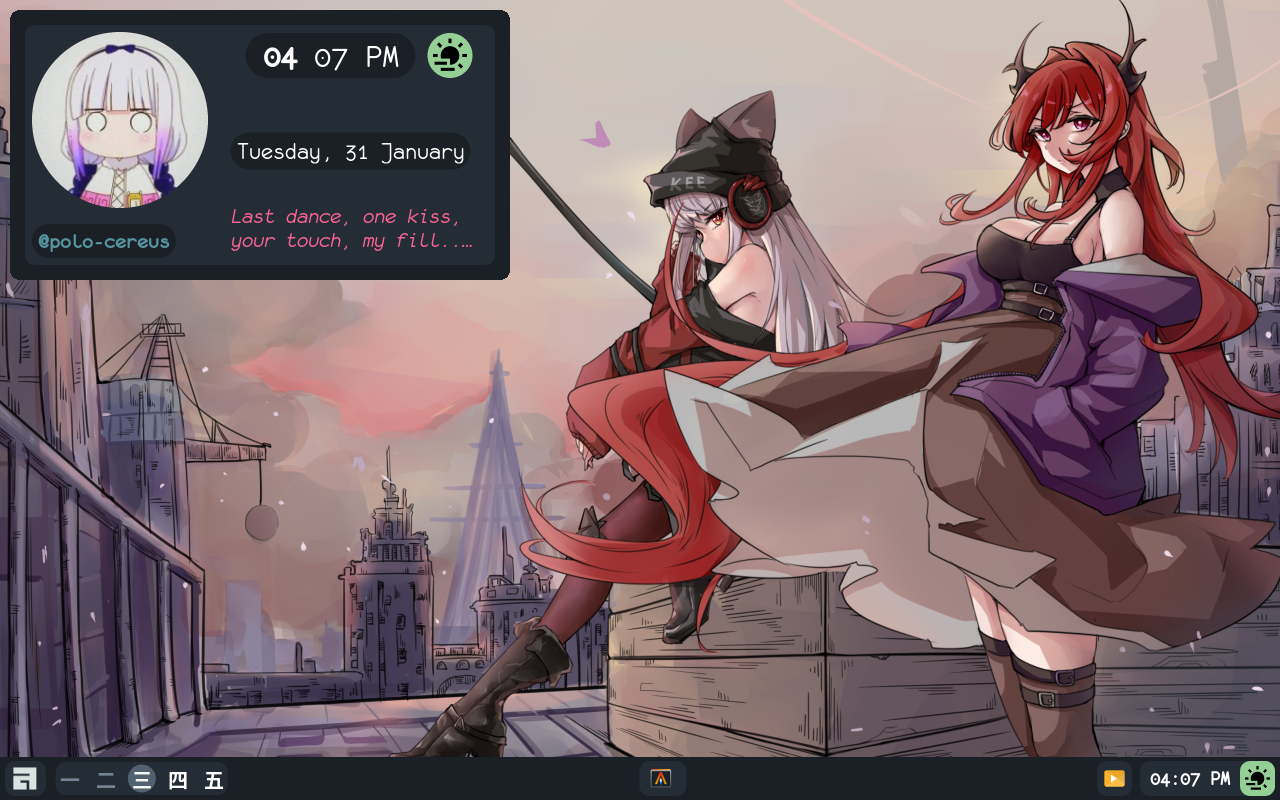 04 07 PM
Tuesday, 31 January
Last dance, one kiss,
your touch, my fill.....
@polo-cereus
KEE
一 二 三 四 五
04:07 PM